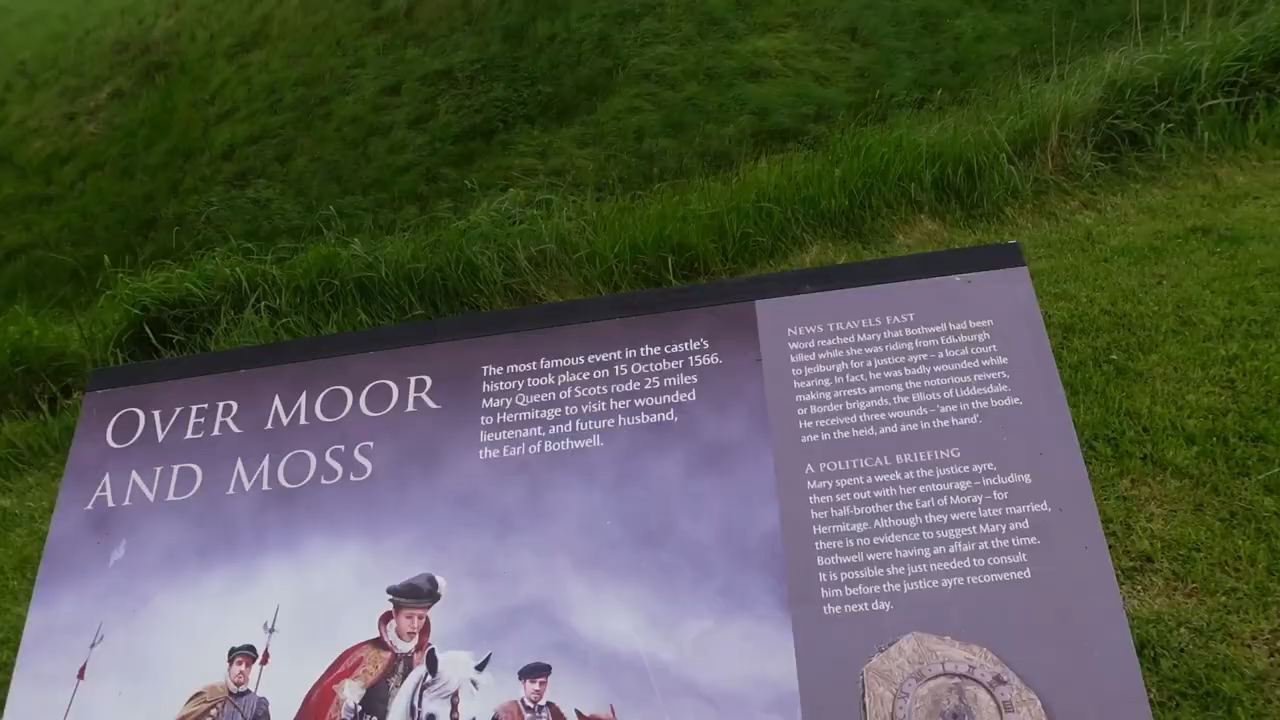 OVER MOOR
AND MOSS
The most famous event in the castle's
history took place on 15 October 1566.
Mary Queen of Scots rode 25 miles
to Hermitage to visit her wounded
lieutenant, and future husband,
the Earl of Bothwell.
NEWS TRAVELS FAST
Word reached Mary that Bothwell had been
killed while she was riding from Edinburgh
to Jedburgh for a justice ayre – a local court
hearing. In fact, he was badly wounded while
making arrests among the notorious reivers,
or Border brigands, the Elliots of Liddesdale.
He received three wounds – 'ane in the bodie,
ane in the heid, and ane in the hand'.
A POLITICAL BRIEFING
Mary spent a week at the justice ayre,
then set out with her entourage – including
her half-brother the Earl of Moray – for
Hermitage. Although they were later married,
there is no evidence to suggest Mary and
Bothwell were having an affair at the time.
It is possible she just needed to consult
him before the justice ayre reconvened
the next day.